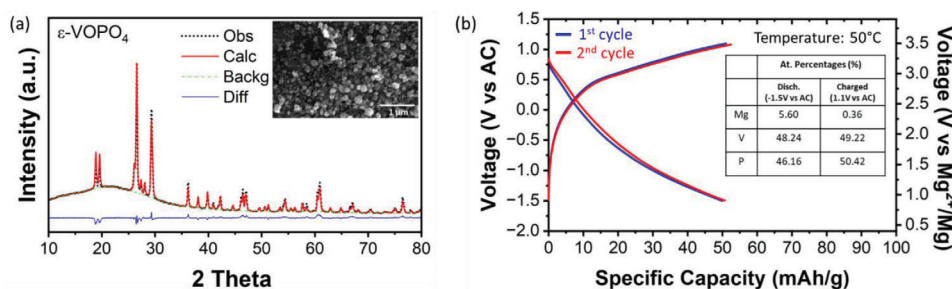 (a)
ε-VOPO₄
Obs
Calc
Backg
Diff
1 μm
Intensity (a.u.)
10 20 30 40 50 60 70 80
2 Theta
(b)
1st cycle
2nd cycle
Temperature: 50°C
At. Percentages (%)
Disch. (-1.5V vs AC) Charged (1.1V vs AC)
Mg 5.60 0.36
V 48.24 49.22
P 46.16 50.42
Voltage (V vs AC)
1.5
1.0
0.5
0.0
−0.5
−1.0
−1.5
−2.0
3.5
3.0
2.5
2.0
1.5
1.0
0.5
Voltage (V vs Mg2+/Mg)
0 10 20 30 40 50 60 70 80 90 100
Specific Capacity (mAh/g)